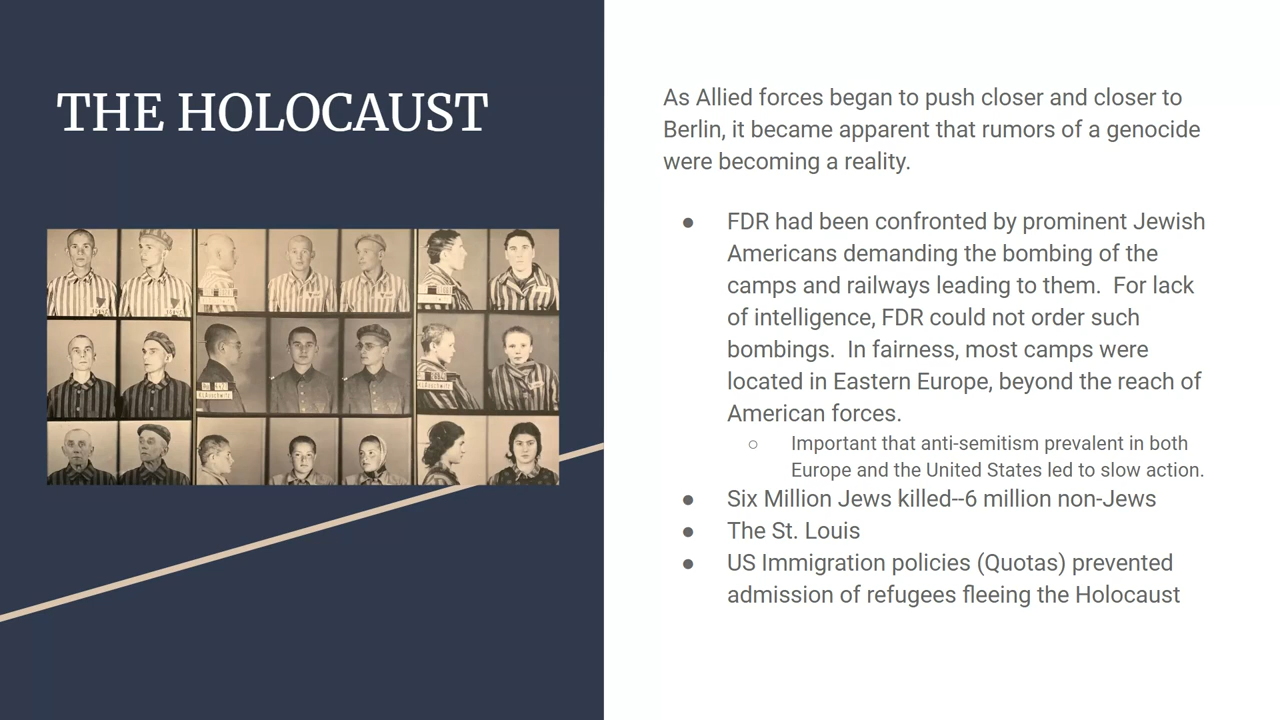 THE HOLOCAUST
As Allied forces began to push closer and closer to
Berlin, it became apparent that rumors of a genocide
were becoming a reality.
● FDR had been confronted by prominent Jewish
Americans demanding the bombing of the
camps and railways leading to them.  For lack
of intelligence, FDR could not order such
bombings.  In fairness, most camps were
located in Eastern Europe, beyond the reach of
American forces.
○ Important that anti-semitism prevalent in both
Europe and the United States led to slow action.
● Six Million Jews killed--6 million non-Jews
● The St. Louis
● US Immigration policies (Quotas) prevented
admission of refugees fleeing the Holocaust